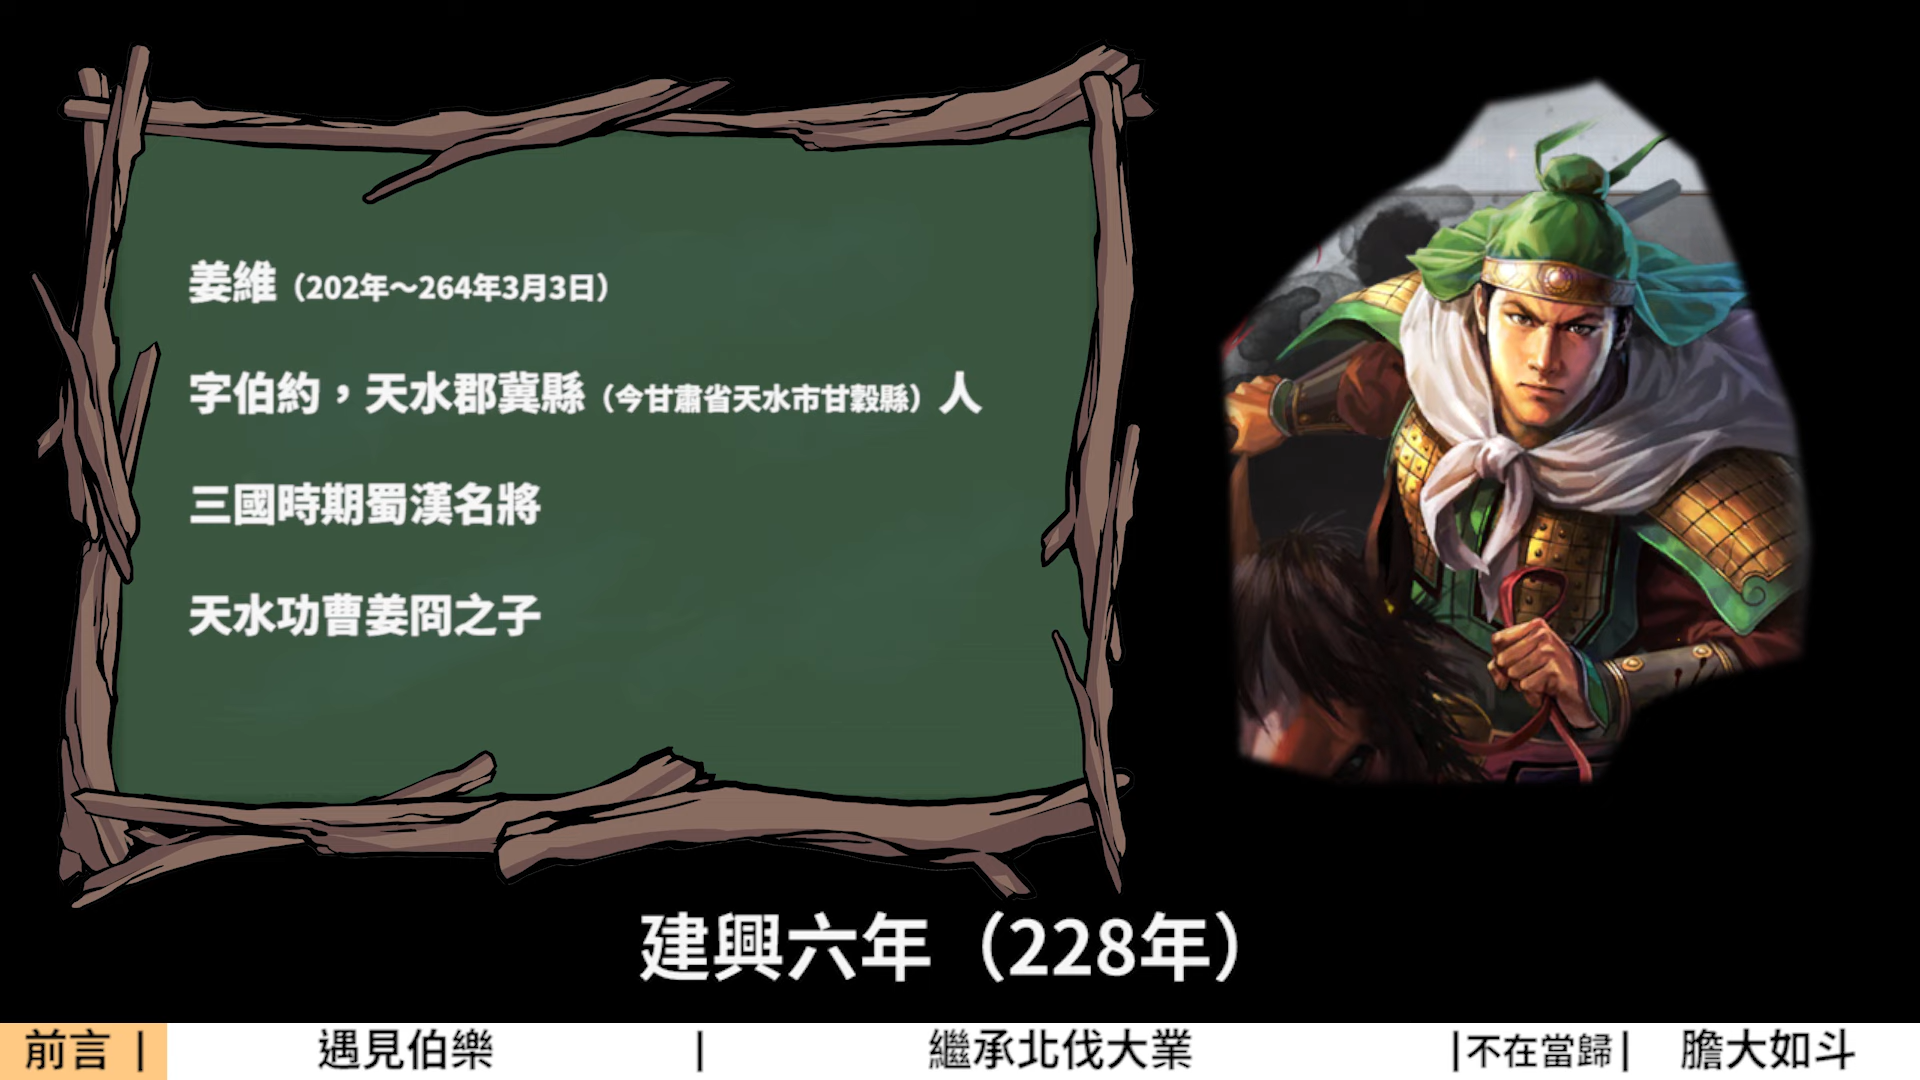 姜維（202年～264年3月3日）
字伯約，天水郡冀縣（今甘肅省天水市甘穀縣）人
三國時期蜀漢名將
天水功曹姜冏之子
建興六年（228年）
前言 | 遇見伯樂 | 繼承北伐大業 |不在當歸| 膽大如斗